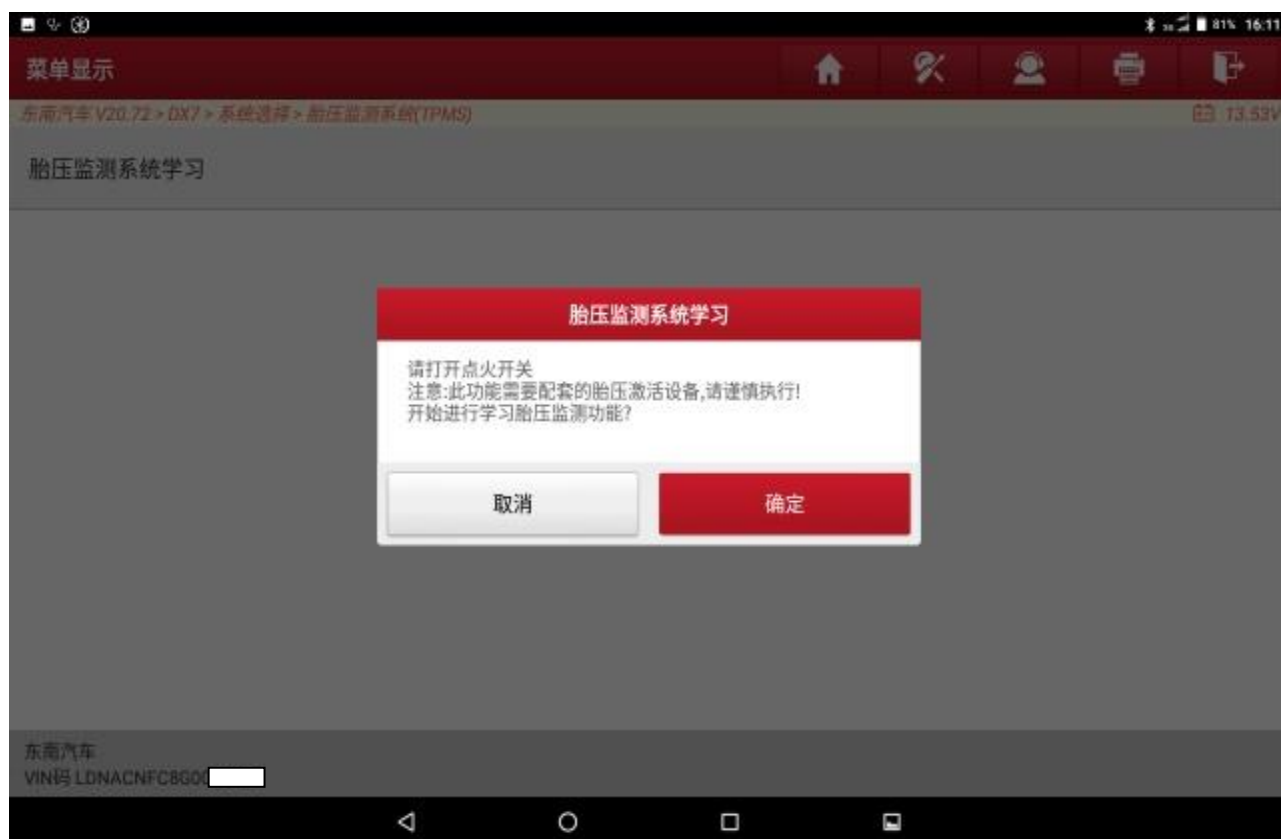 81% 16:11
菜单显示
东南汽车 V20.72 > DX7 > 系统选择 > 胎压监测系统(TPMS)
13.53V
胎压监测系统学习
胎压监测系统学习
请打开点火开关
注意:此功能需要配套的胎压激活设备,请谨慎执行!
开始进行学习胎压监测功能?
取消
确定
东南汽车
VIN码 LDNACNFC8G00